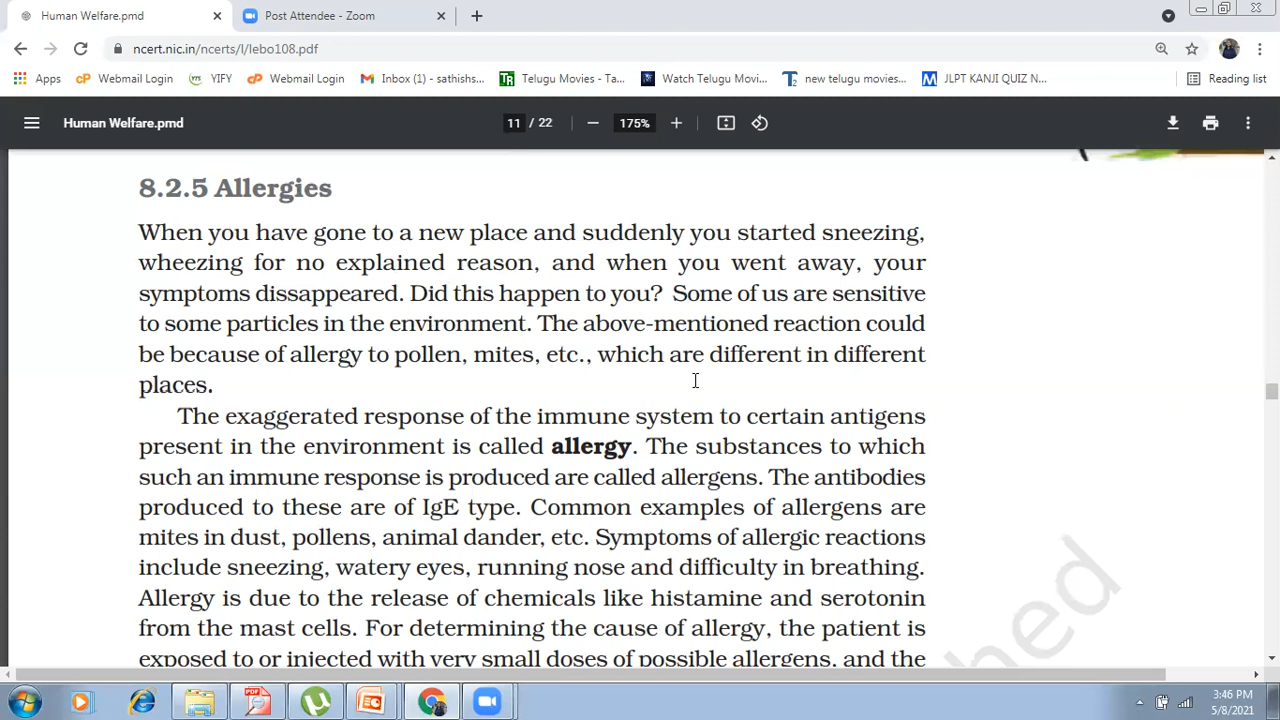 Human Welfare.pmd
Post Attendee - Zoom
ncert.nic.in/ncerts/l/lebo108.pdf
Apps
Webmail Login
YIFY
Webmail Login
Inbox (1) - sathishs...
Telugu Movies - Ta...
Watch Telugu Movi...
new telugu movies...
JLPT KANJI QUIZ N...
Reading list
Human Welfare.pmd
11 / 22
175%
8.2.5 Allergies
When you have gone to a new place and suddenly you started sneezing,
wheezing for no explained reason, and when you went away, your
symptoms dissappeared. Did this happen to you? Some of us are sensitive
to some particles in the environment. The above-mentioned reaction could
be because of allergy to pollen, mites, etc., which are different in different
places.
The exaggerated response of the immune system to certain antigens
present in the environment is called allergy. The substances to which
such an immune response is produced are called allergens. The antibodies
produced to these are of IgE type. Common examples of allergens are
mites in dust, pollens, animal dander, etc. Symptoms of allergic reactions
include sneezing, watery eyes, running nose and difficulty in breathing.
Allergy is due to the release of chemicals like histamine and serotonin
from the mast cells. For determining the cause of allergy, the patient is
exposed to or injected with very small doses of possible allergens, and the
hed
3:46 PM
5/8/2021